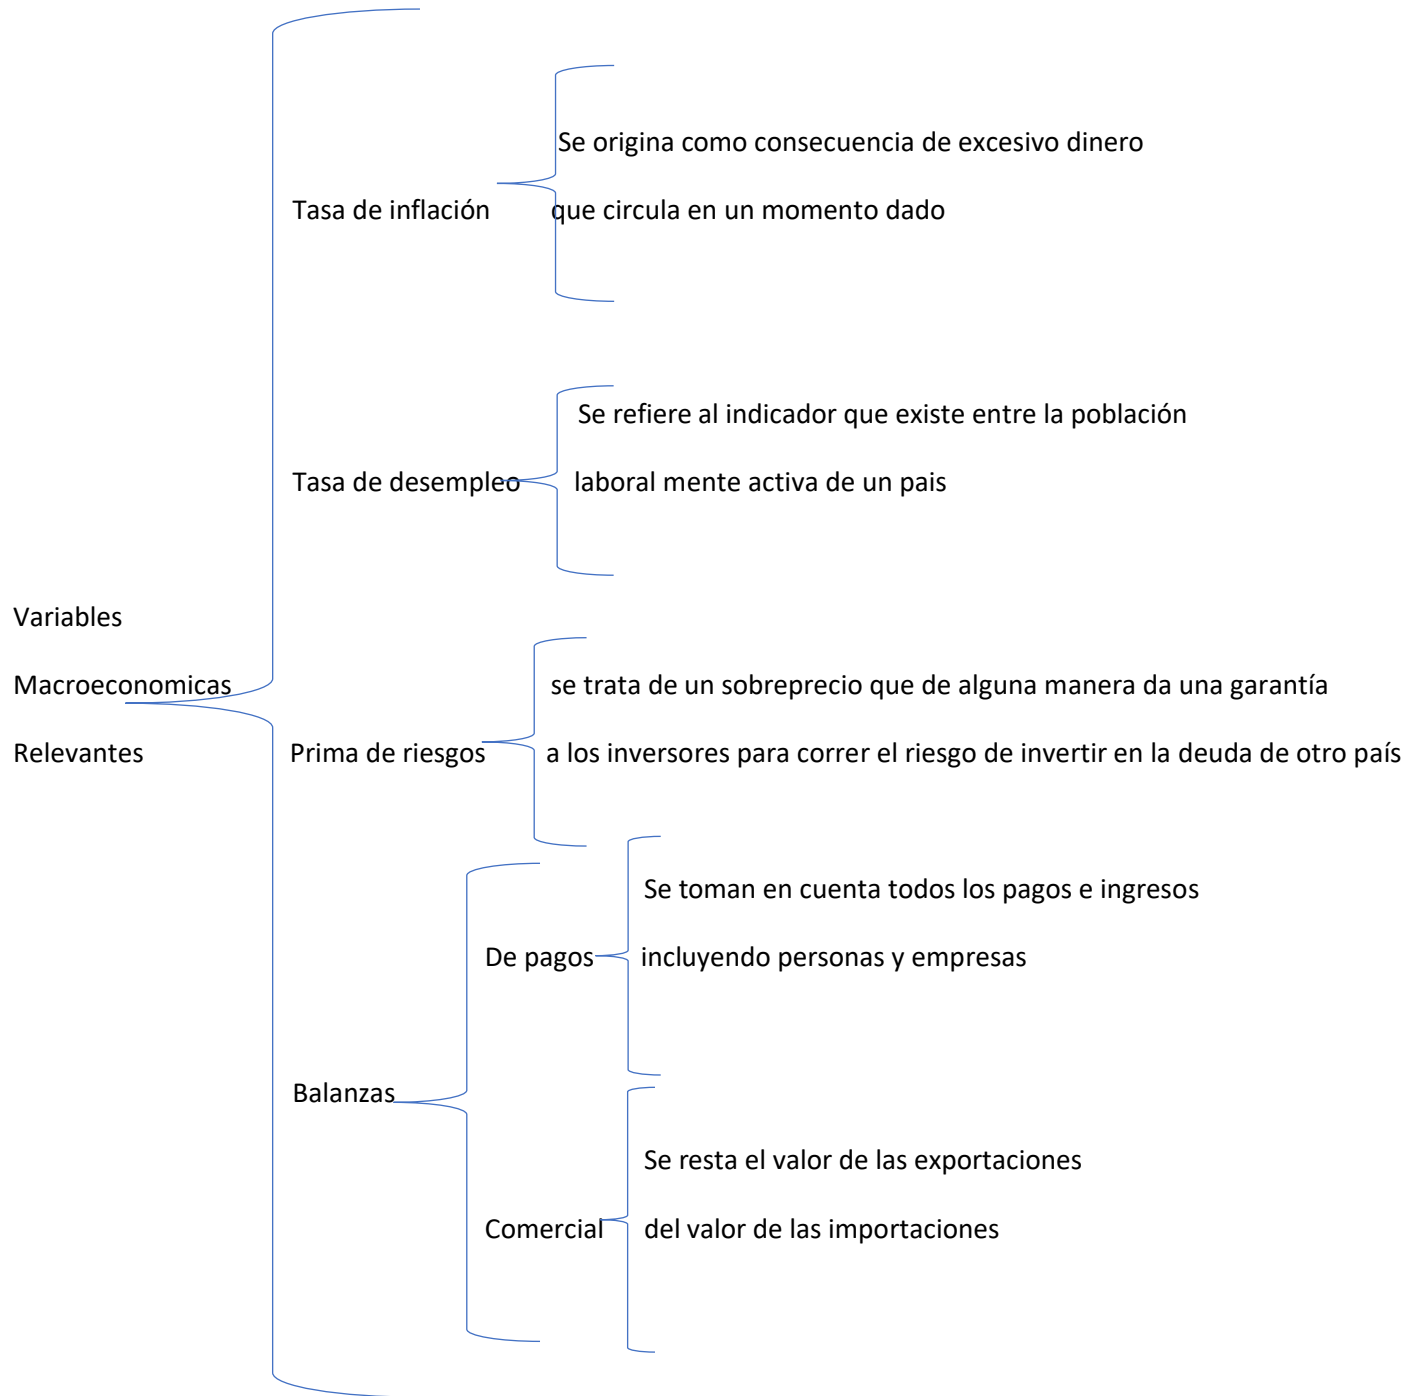 Se origina como consecuencia de excesivo dinero
Tasa de inflación que circula en un momento dado
Se refiere al indicador que existe entre la población
Tasa de desempleo laboral mente activa de un pais
Variables
Macroeconomicas se trata de un sobreprecio que de alguna manera da una garantía
Relevantes Prima de riesgos a los inversores para correr el riesgo de invertir en la deuda de otro país
Se toman en cuenta todos los pagos e ingresos
De pagos incluyendo personas y empresas
Balanzas
Se resta el valor de las exportaciones
Comercial del valor de las importaciones